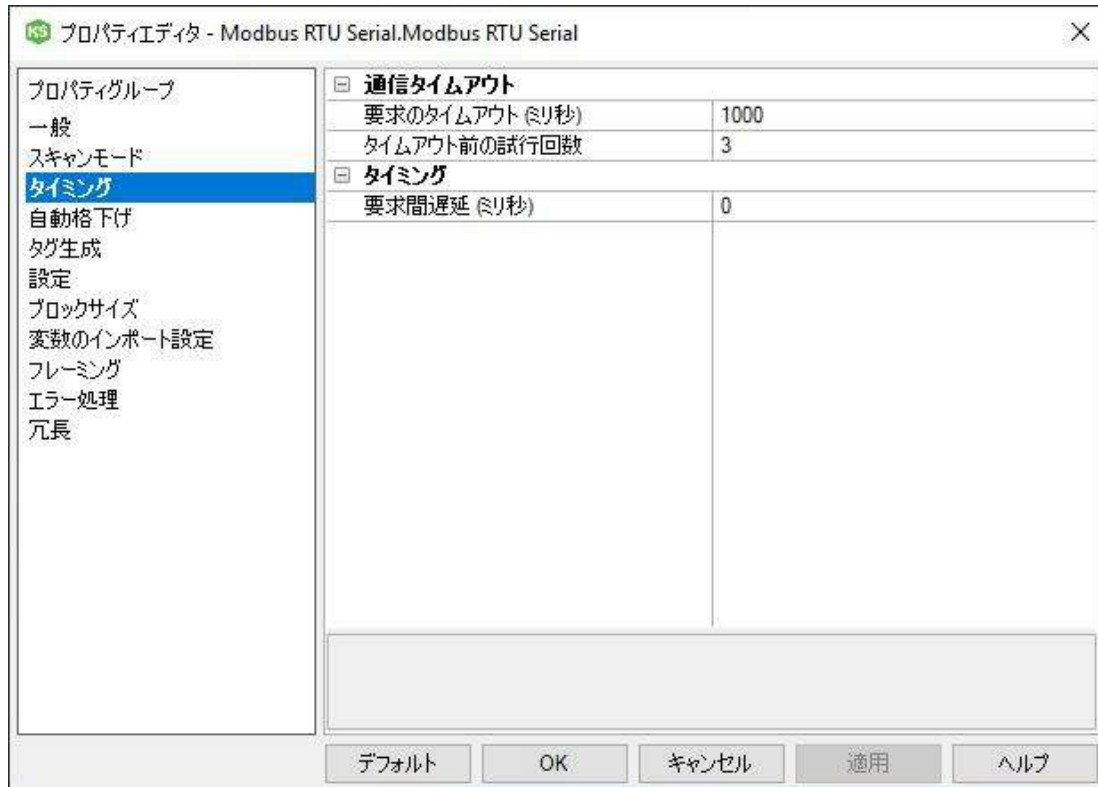 KS プロパティエディタ - Modbus RTU Serial.Modbus RTU Serial
プロパティグループ
一般
スキャンモード
タイミング
自動格下げ
タグ生成
設定
ブロックサイズ
変数のインポート設定
フレーミング
エラー処理
冗長
通信タイムアウト
要求のタイムアウト (ミリ秒) 1000
タイムアウト前の試行回数 3
タイミング
要求間遅延 (ミリ秒) 0
デフォルト OK キャンセル 適用 ヘルプ